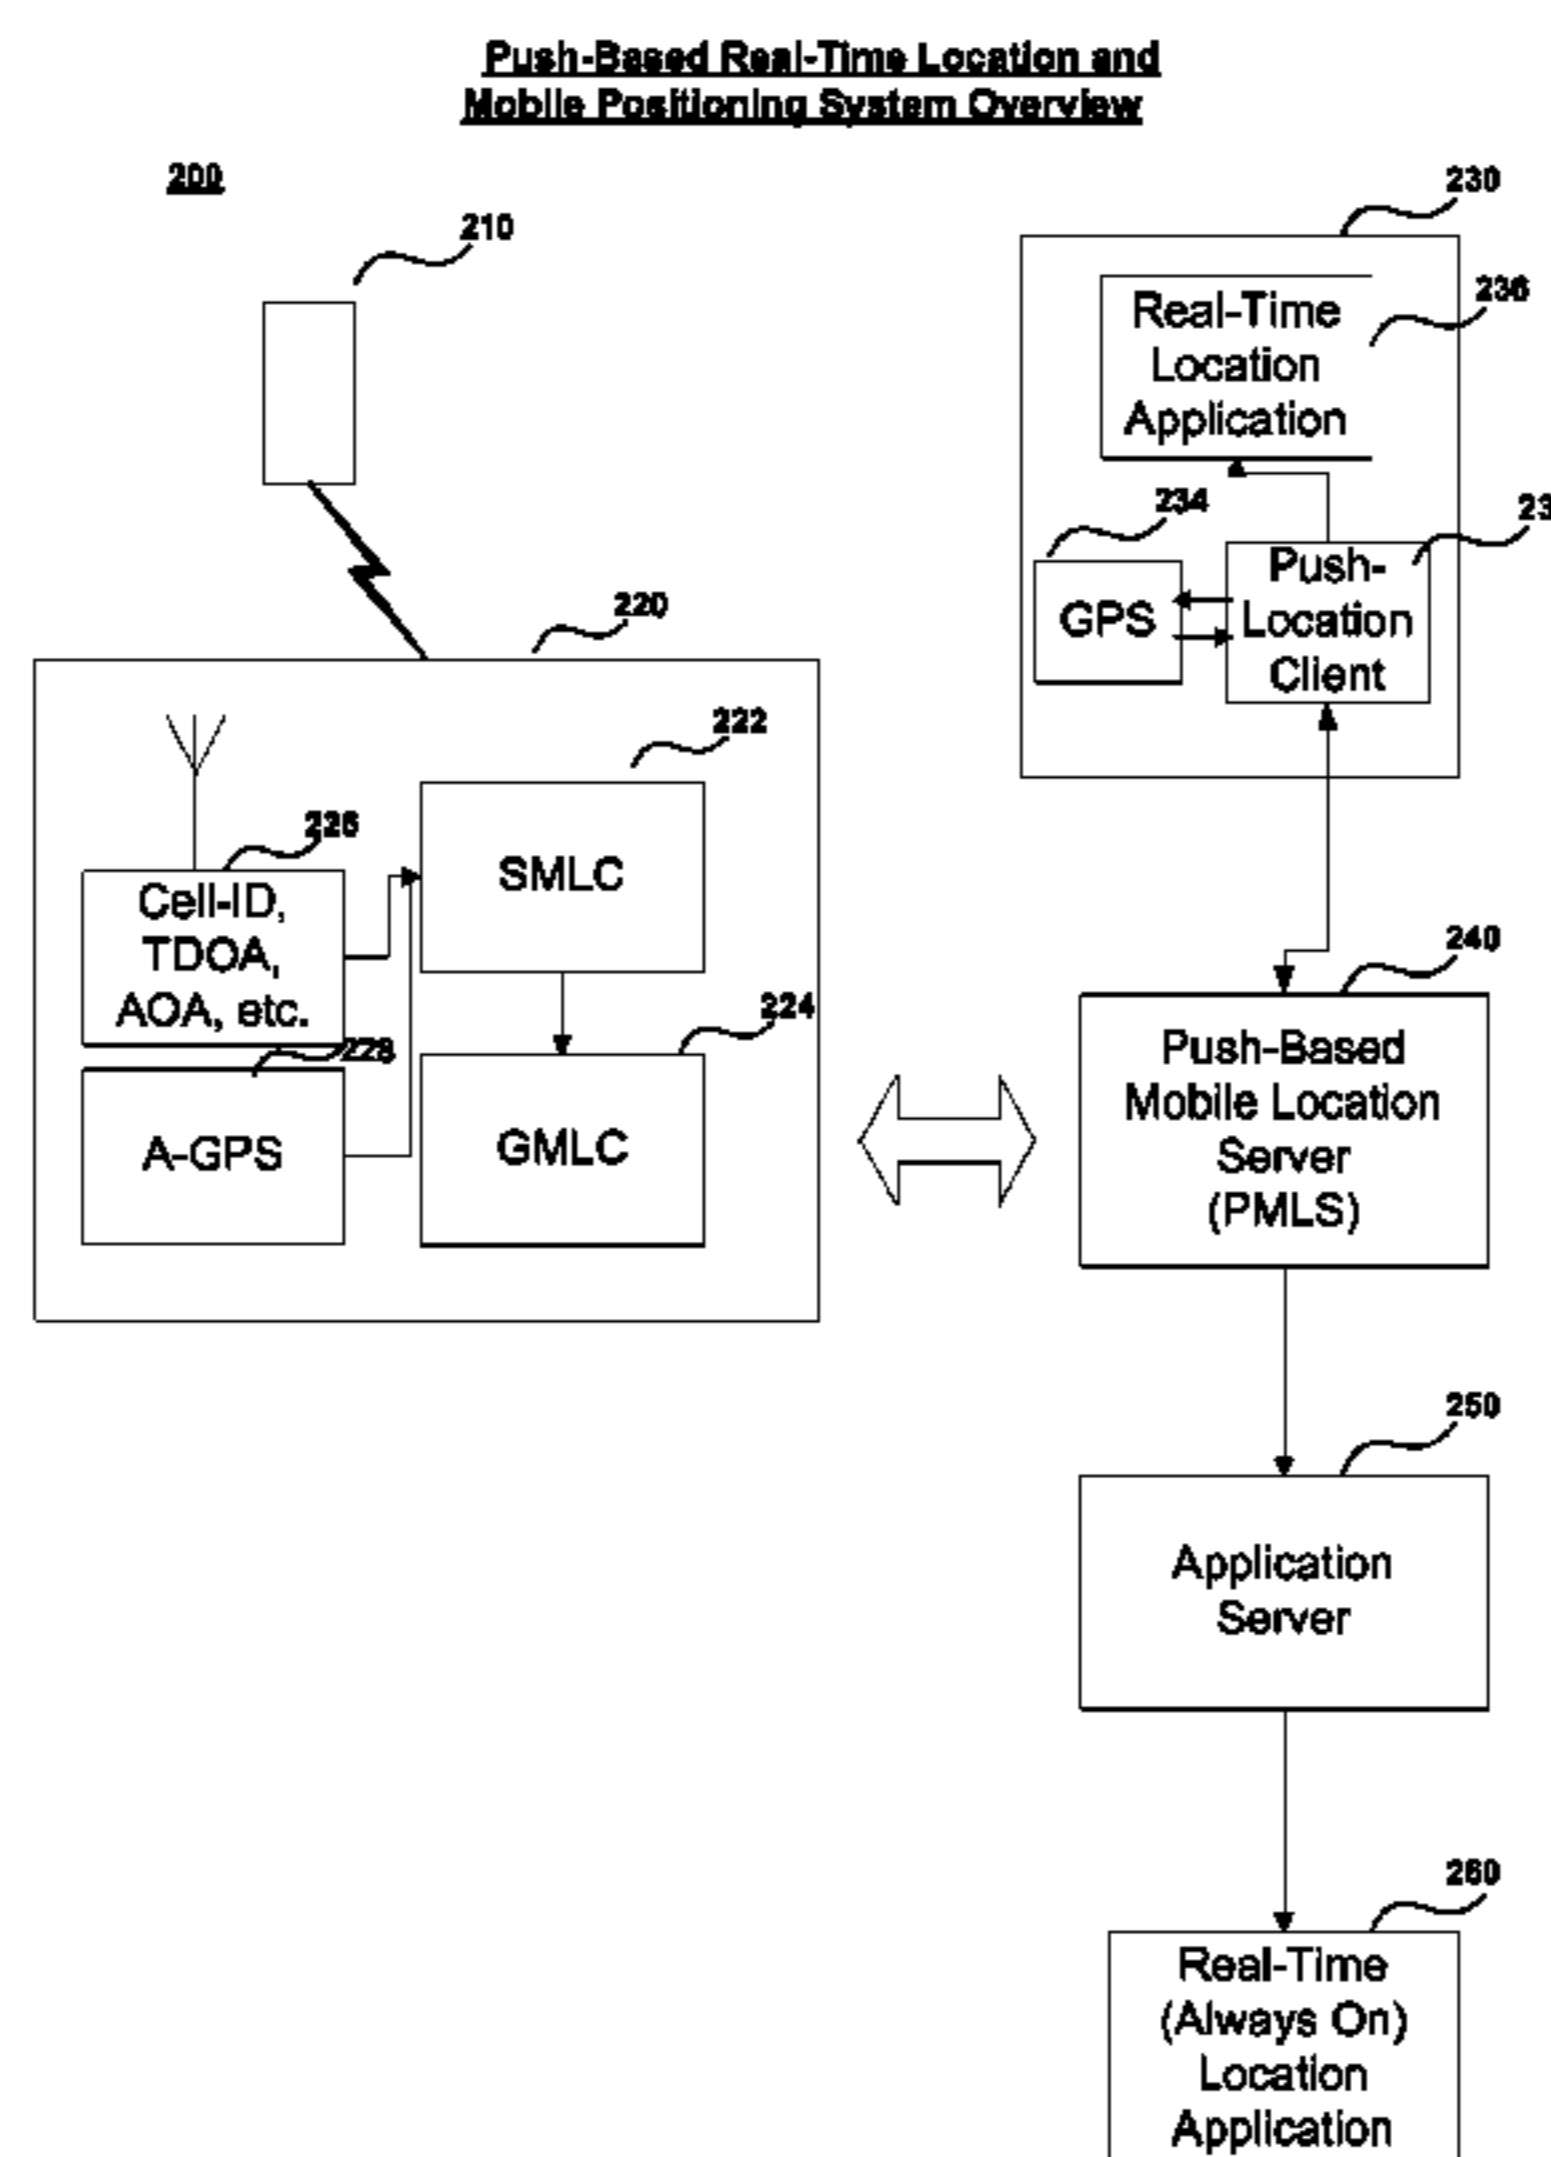 Push-Based Real-Time Location and
Mobile Positioning System Overview
200
210
220
222
SMLC
226
Cell-ID,
TDOA,
AOA, etc.
224
228
A-GPS
GMLC
230
236
Real-Time
Location
Application
234
23
GPS
Push-
Location
Client
240
Push-Based
Mobile Location
Server
(PMLS)
250
Application
Server
260
Real-Time
(Always On)
Location
Application